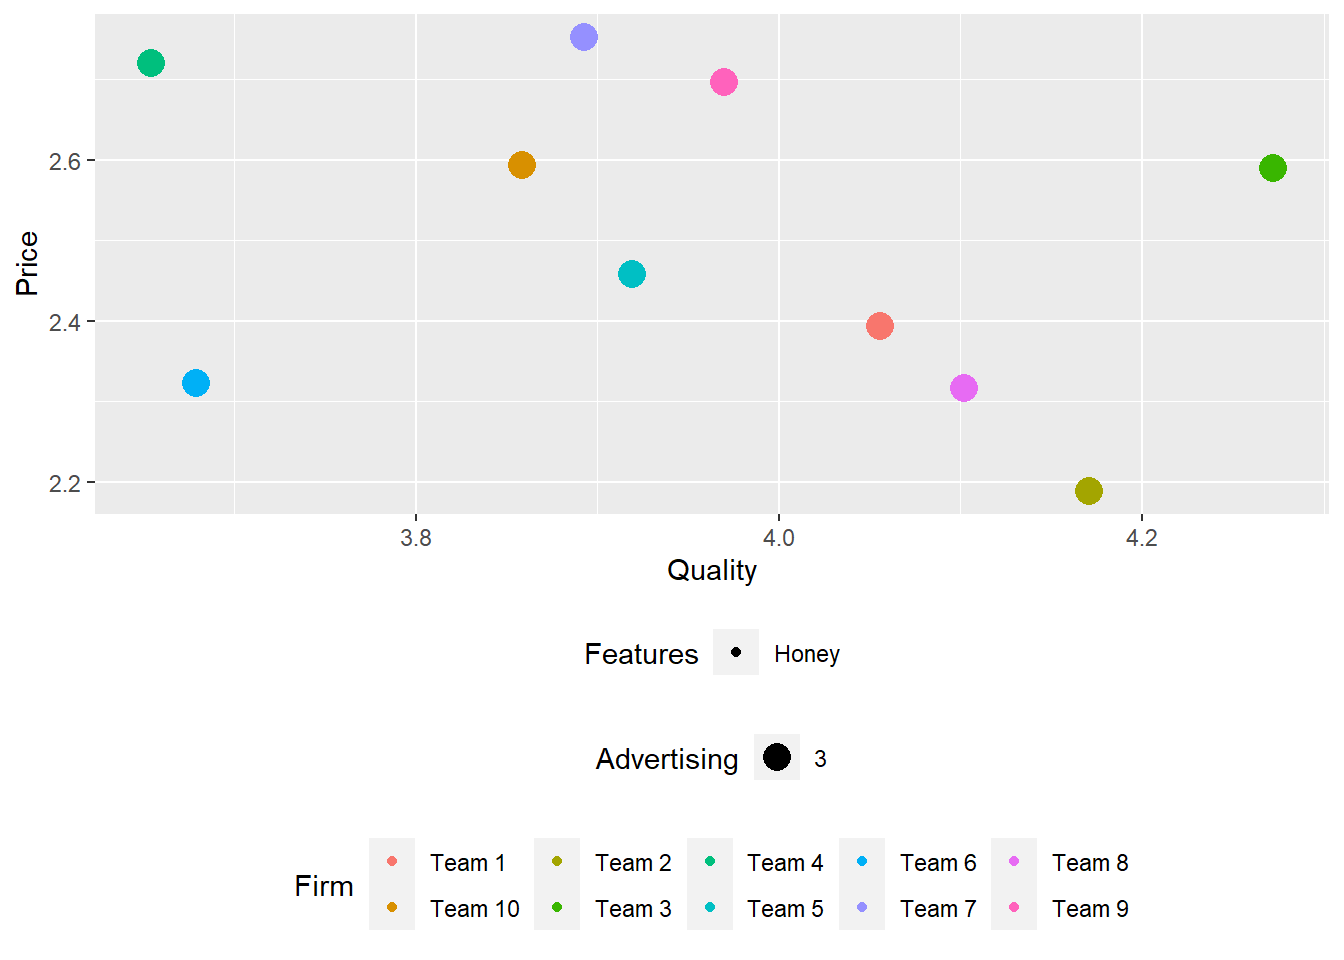 2.6
2.4
2.2
Price
3.8 4.0 4.2
Quality
Features Honey
Advertising 3
Firm
Team 1 Team 2 Team 4 Team 6 Team 8
Team 10 Team 3 Team 5 Team 7 Team 9